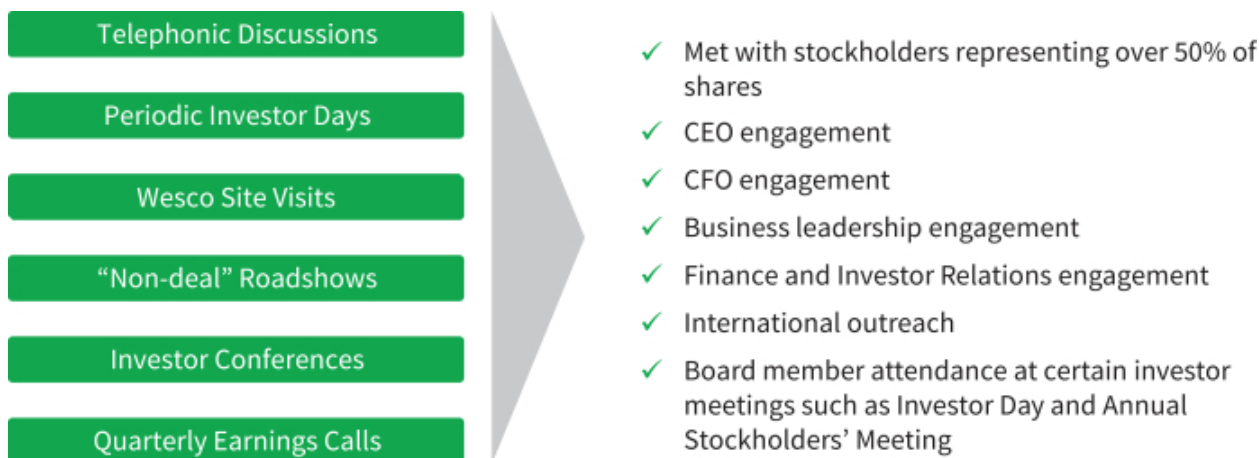 Telephonic Discussions
Periodic Investor Days
Wesco Site Visits
“Non-deal” Roadshows
Investor Conferences
Quarterly Earnings Calls
✓ Met with stockholders representing over 50% of
shares
✓ CEO engagement
✓ CFO engagement
✓ Business leadership engagement
✓ Finance and Investor Relations engagement
✓ International outreach
✓ Board member attendance at certain investor
meetings such as Investor Day and Annual
Stockholders’ Meeting